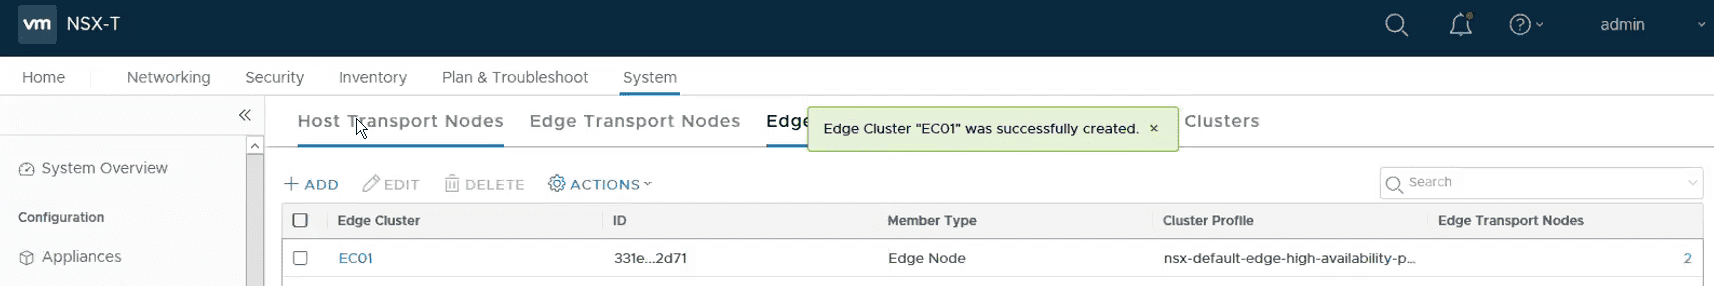 vm NSX-T admin
Home Networking Security Inventory Plan & Troubleshoot System
Host Transport Nodes Edge Transport Nodes Edge Clusters
Edge Cluster "EC01" was successfully created. ×
System Overview
+ ADD EDIT DELETE ACTIONS Search
Configuration
Edge Cluster ID Member Type Cluster Profile Edge Transport Nodes
Appliances
EC01 331e...2d71 Edge Node nsx-default-edge-high-availability-p... 2